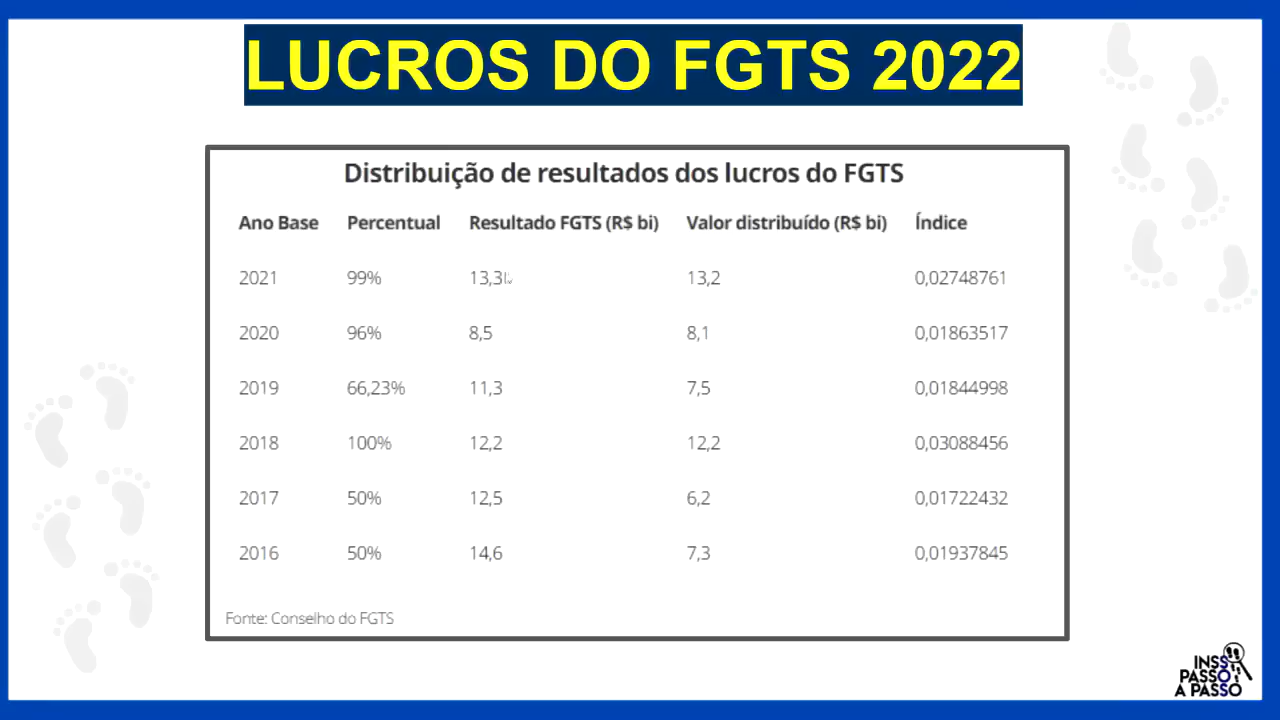 LUCROS DO FGTS 2022
Distribuição de resultados dos lucros do FGTS
Ano Base Percentual Resultado FGTS (R$ bi) Valor distribuído (R$ bi) Índice
2021 99% 13,3 13,2 0,02748761
2020 96% 8,5 8,1 0,01863517
2019 66,23% 11,3 7,5 0,01844998
2018 100% 12,2 12,2 0,03088456
2017 50% 12,5 6,2 0,01722432
2016 50% 14,6 7,3 0,01937845
Fonte: Conselho do FGTS
INSS
PASSO
A PASSO